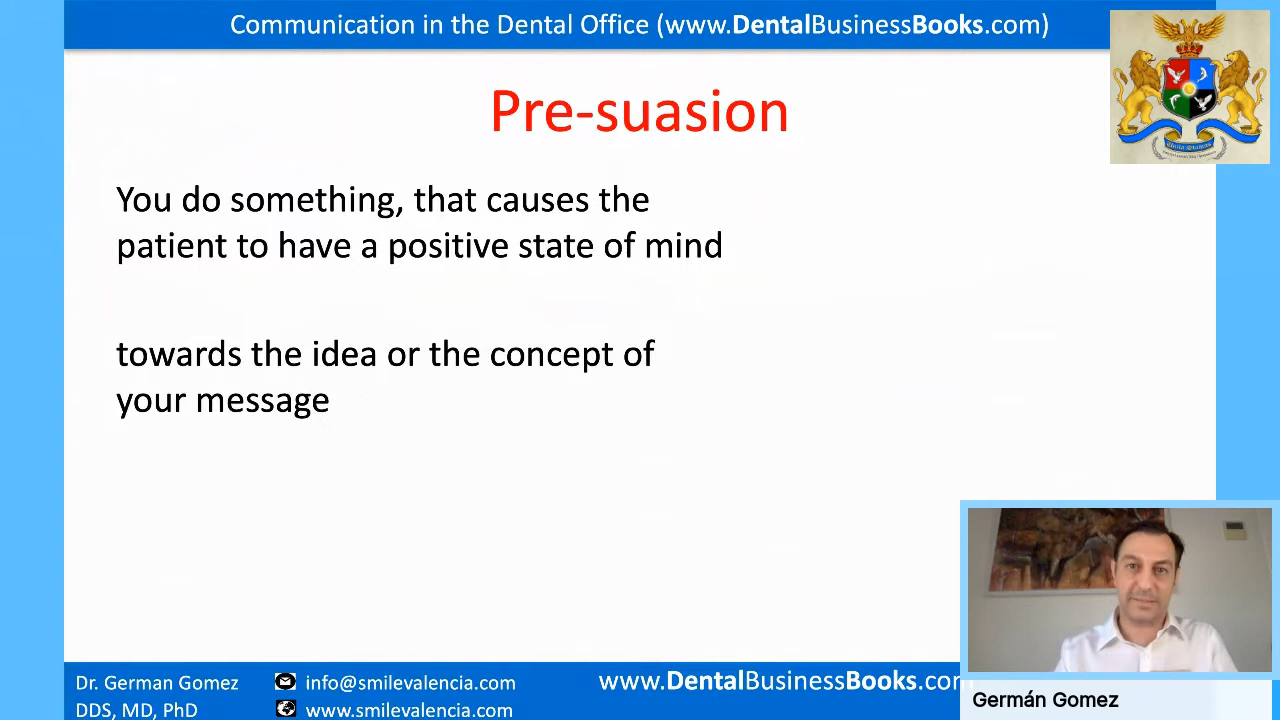 Communication in the Dental Office (www.DentalBusinessBooks.com)
Pre-suasion
You do something, that causes the
patient to have a positive state of mind
towards the idea or the concept of
your message
Dr. German Gomez
DDS, MD, PhD
info@smilevalencia.com
www.smilevalencia.com
www.DentalBusinessBooks.com
Germán Gomez